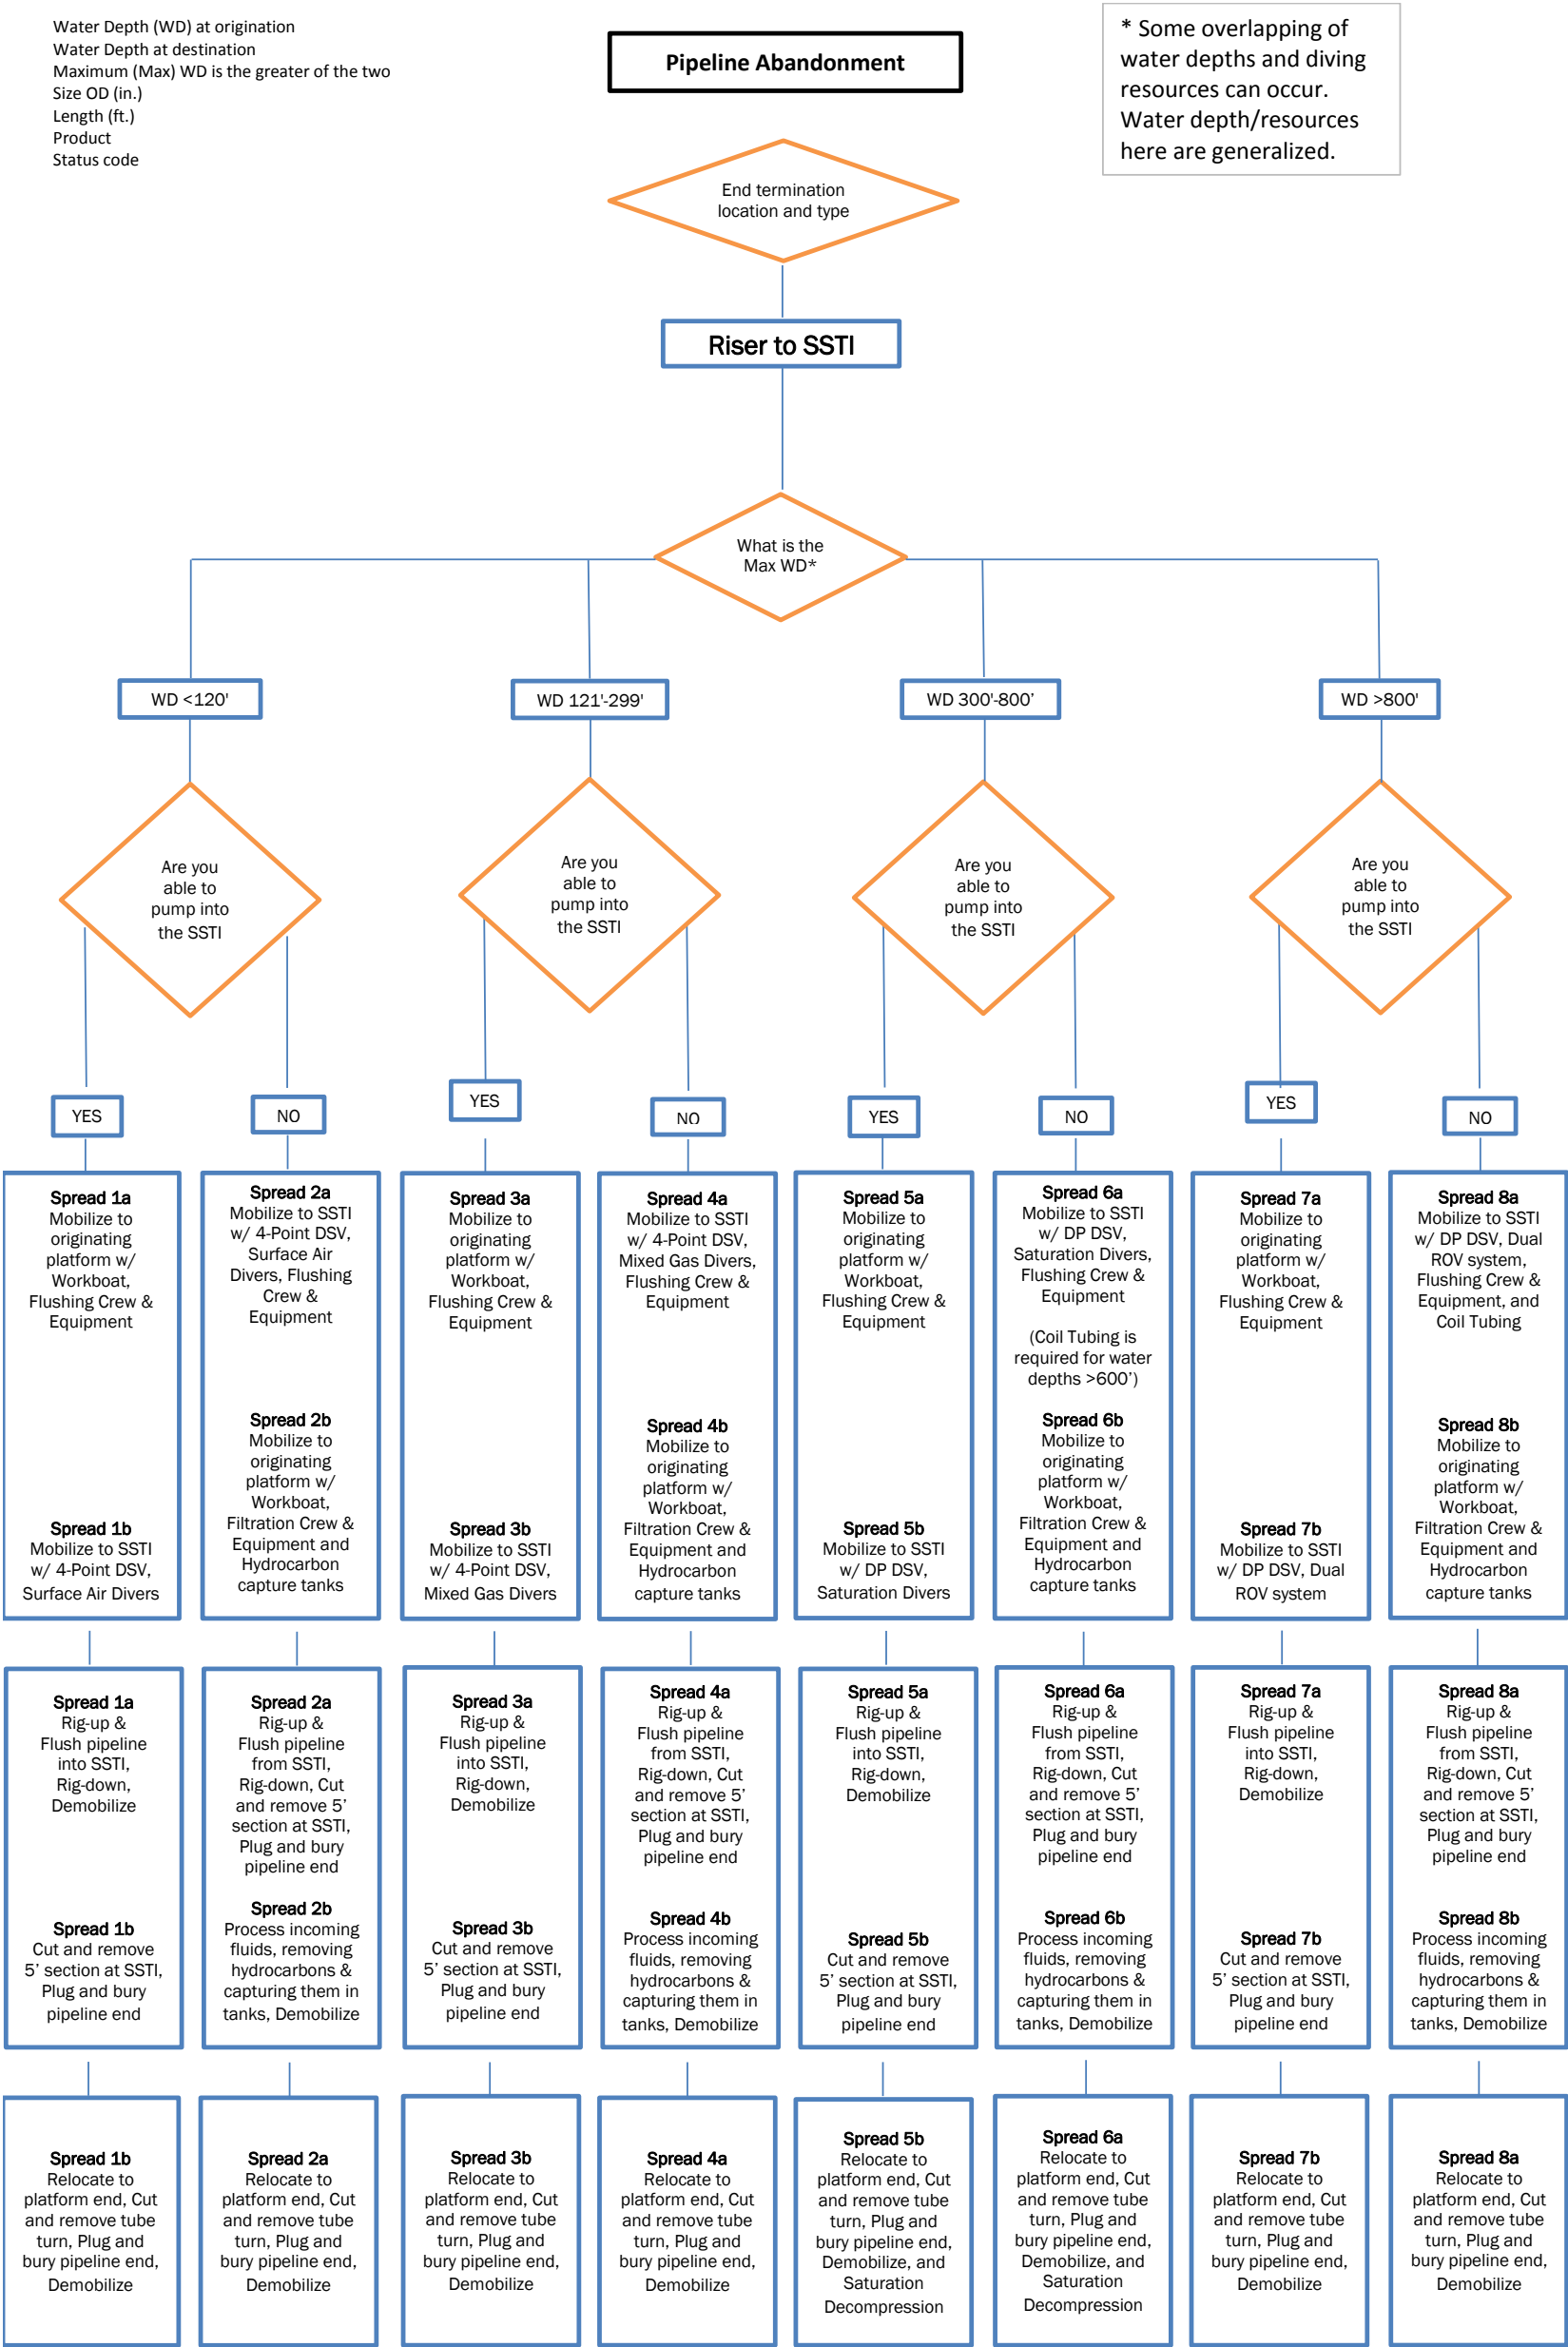 Water Depth (WD) at origination
Water Depth at destination
Maximum (Max) WD is the greater of the two
Size OD (in.)
Length (ft.)
Product
Status code
Pipeline Abandonment
* Some overlapping of
water depths and diving
resources can occur.
Water depth/resources
here are generalized.
End termination
location and type
Riser to SSTI
What is the
Max WD*
WD <120'
WD 121'-299'
WD 300'-800’
WD >800'
Are you
able to
pump into
the SSTI
Are you
able to
pump into
the SSTI
Are you
able to
pump into
the SSTI
Are you
able to
pump into
the SSTI
YES
NO
YES
NO
YES
NO
YES
NO
Spread 1a
Mobilize to
originating
platform w/
Workboat,
Flushing Crew &
Equipment
Spread 1b
Mobilize to SSTI
w/ 4-Point DSV,
Surface Air Divers
Spread 2a
Mobilize to SSTI
w/ 4-Point DSV,
Surface Air
Divers, Flushing
Crew &
Equipment
Spread 2b
Mobilize to
originating
platform w/
Workboat,
Filtration Crew &
Equipment and
Hydrocarbon
capture tanks
Spread 3a
Mobilize to
originating
platform w/
Workboat,
Flushing Crew &
Equipment
Spread 3b
Mobilize to SSTI
w/ 4-Point DSV,
Mixed Gas Divers
Spread 4a
Mobilize to SSTI
w/ 4-Point DSV,
Mixed Gas Divers,
Flushing Crew &
Equipment
Spread 4b
Mobilize to
originating
platform w/
Workboat,
Filtration Crew &
Equipment and
Hydrocarbon
capture tanks
Spread 5a
Mobilize to
originating
platform w/
Workboat,
Flushing Crew &
Equipment
Spread 5b
Mobilize to SSTI
w/ DP DSV,
Saturation Divers
Spread 6a
Mobilize to SSTI
w/ DP DSV,
Saturation Divers,
Flushing Crew &
Equipment
(Coil Tubing is
required for water
depths >600’)
Spread 6b
Mobilize to
originating
platform w/
Workboat,
Filtration Crew &
Equipment and
Hydrocarbon
capture tanks
Spread 7a
Mobilize to
originating
platform w/
Workboat,
Flushing Crew &
Equipment
Spread 7b
Mobilize to SSTI
w/ DP DSV, Dual
ROV system
Spread 8a
Mobilize to SSTI
w/ DP DSV, Dual
ROV system,
Flushing Crew &
Equipment, and
Coil Tubing
Spread 8b
Mobilize to
originating
platform w/
Workboat,
Filtration Crew &
Equipment and
Hydrocarbon
capture tanks
Spread 1a
Rig-up &
Flush pipeline
into SSTI,
Rig-down,
Demobilize
Spread 1b
Cut and remove
5’ section at SSTI,
Plug and bury
pipeline end
Spread 2a
Rig-up &
Flush pipeline
from SSTI,
Rig-down, Cut
and remove 5’
section at SSTI,
Plug and bury
pipeline end
Spread 2b
Process incoming
fluids, removing
hydrocarbons &
capturing them in
tanks, Demobilize
Spread 3a
Rig-up &
Flush pipeline
into SSTI,
Rig-down,
Demobilize
Spread 3b
Cut and remove
5’ section at SSTI,
Plug and bury
pipeline end
Spread 4a
Rig-up &
Flush pipeline
from SSTI,
Rig-down, Cut
and remove 5’
section at SSTI,
Plug and bury
pipeline end
Spread 4b
Process incoming
fluids, removing
hydrocarbons &
capturing them in
tanks, Demobilize
Spread 5a
Rig-up &
Flush pipeline
into SSTI,
Rig-down,
Demobilize
Spread 5b
Cut and remove
5’ section at SSTI,
Plug and bury
pipeline end
Spread 6a
Rig-up &
Flush pipeline
from SSTI,
Rig-down, Cut
and remove 5’
section at SSTI,
Plug and bury
pipeline end
Spread 6b
Process incoming
fluids, removing
hydrocarbons &
capturing them in
tanks, Demobilize
Spread 7a
Rig-up &
Flush pipeline
into SSTI,
Rig-down,
Demobilize
Spread 7b
Cut and remove
5’ section at SSTI,
Plug and bury
pipeline end
Spread 8a
Rig-up &
Flush pipeline
from SSTI,
Rig-down, Cut
and remove 5’
section at SSTI,
Plug and bury
pipeline end
Spread 8b
Process incoming
fluids, removing
hydrocarbons &
capturing them in
tanks, Demobilize
Spread 1b
Relocate to
platform end, Cut
and remove tube
turn, Plug and
bury pipeline end,
Demobilize
Spread 2a
Relocate to
platform end, Cut
and remove tube
turn, Plug and
bury pipeline end,
Demobilize
Spread 3b
Relocate to
platform end, Cut
and remove tube
turn, Plug and
bury pipeline end,
Demobilize
Spread 4a
Relocate to
platform end, Cut
and remove tube
turn, Plug and
bury pipeline end,
Demobilize
Spread 5b
Relocate to
platform end, Cut
and remove tube
turn, Plug and
bury pipeline end,
Demobilize, and
Saturation
Decompression
Spread 6a
Relocate to
platform end, Cut
and remove tube
turn, Plug and
bury pipeline end,
Demobilize, and
Saturation
Decompression
Spread 7b
Relocate to
platform end, Cut
and remove tube
turn, Plug and
bury pipeline end,
Demobilize
Spread 8a
Relocate to
platform end, Cut
and remove tube
turn, Plug and
bury pipeline end,
Demobilize